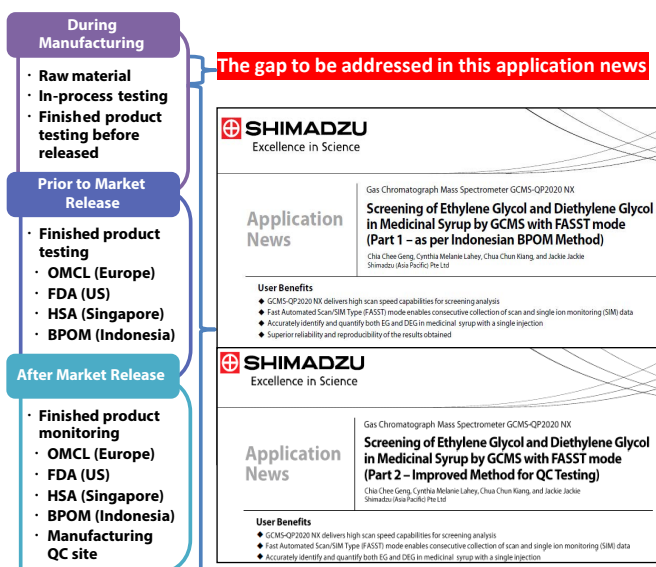 During
Manufacturing
· Raw material
· In-process testing
· Finished product
testing before
released
Prior to Market
Release
· Finished product
testing
· OMCL (Europe)
· FDA (US)
· HSA (Singapore)
· BPOM (Indonesia)
After Market Release
· Finished product
monitoring
· OMCL (Europe)
· FDA (US)
· HSA (Singapore)
· BPOM (Indonesia)
· Manufacturing
QC site
The gap to be addressed in this application news
SHIMADZU
Excellence in Science
Gas Chromatograph Mass Spectrometer GCMS-QP2020 NX
Application
News
Screening of Ethylene Glycol and Diethylene Glycol
in Medicinal Syrup by GCMS with FASST mode
(Part 1 – as per Indonesian BPOM Method)
Chia Chee Geng, Cynthia Melanie Lahey, Chua Chun Kiang, and Jackie Jackie
Shimadzu (Asia Pacific) Pte Ltd
User Benefits
◆ GCMS-QP2020 NX delivers high scan speed capabilities for screening analysis
◆ Fast Automated Scan/SIM Type (FASST) mode enables consecutive collection of scan and single ion monitoring (SIM) data
◆ Accurately identify and quantify both EG and DEG in medicinal syrup with a single injection
◆ Superior reliability and reproducibility of the results obtained
SHIMADZU
Excellence in Science
Gas Chromatograph Mass Spectrometer GCMS-QP2020 NX
Application
News
Screening of Ethylene Glycol and Diethylene Glycol
in Medicinal Syrup by GCMS with FASST mode
(Part 2 – Improved Method for QC Testing)
Chia Chee Geng, Cynthia Melanie Lahey, Chua Chun Kiang, and Jackie Jackie
Shimadzu (Asia Pacific) Pte Ltd
User Benefits
◆ GCMS-QP2020 NX delivers high scan speed capabilities for screening analysis
◆ Fast Automated Scan/SIM Type (FASST) mode enables consecutive collection of scan and single ion monitoring (SIM) data
◆ Accurately identify and quantify both EG and DEG in medicinal syrup with a single injection